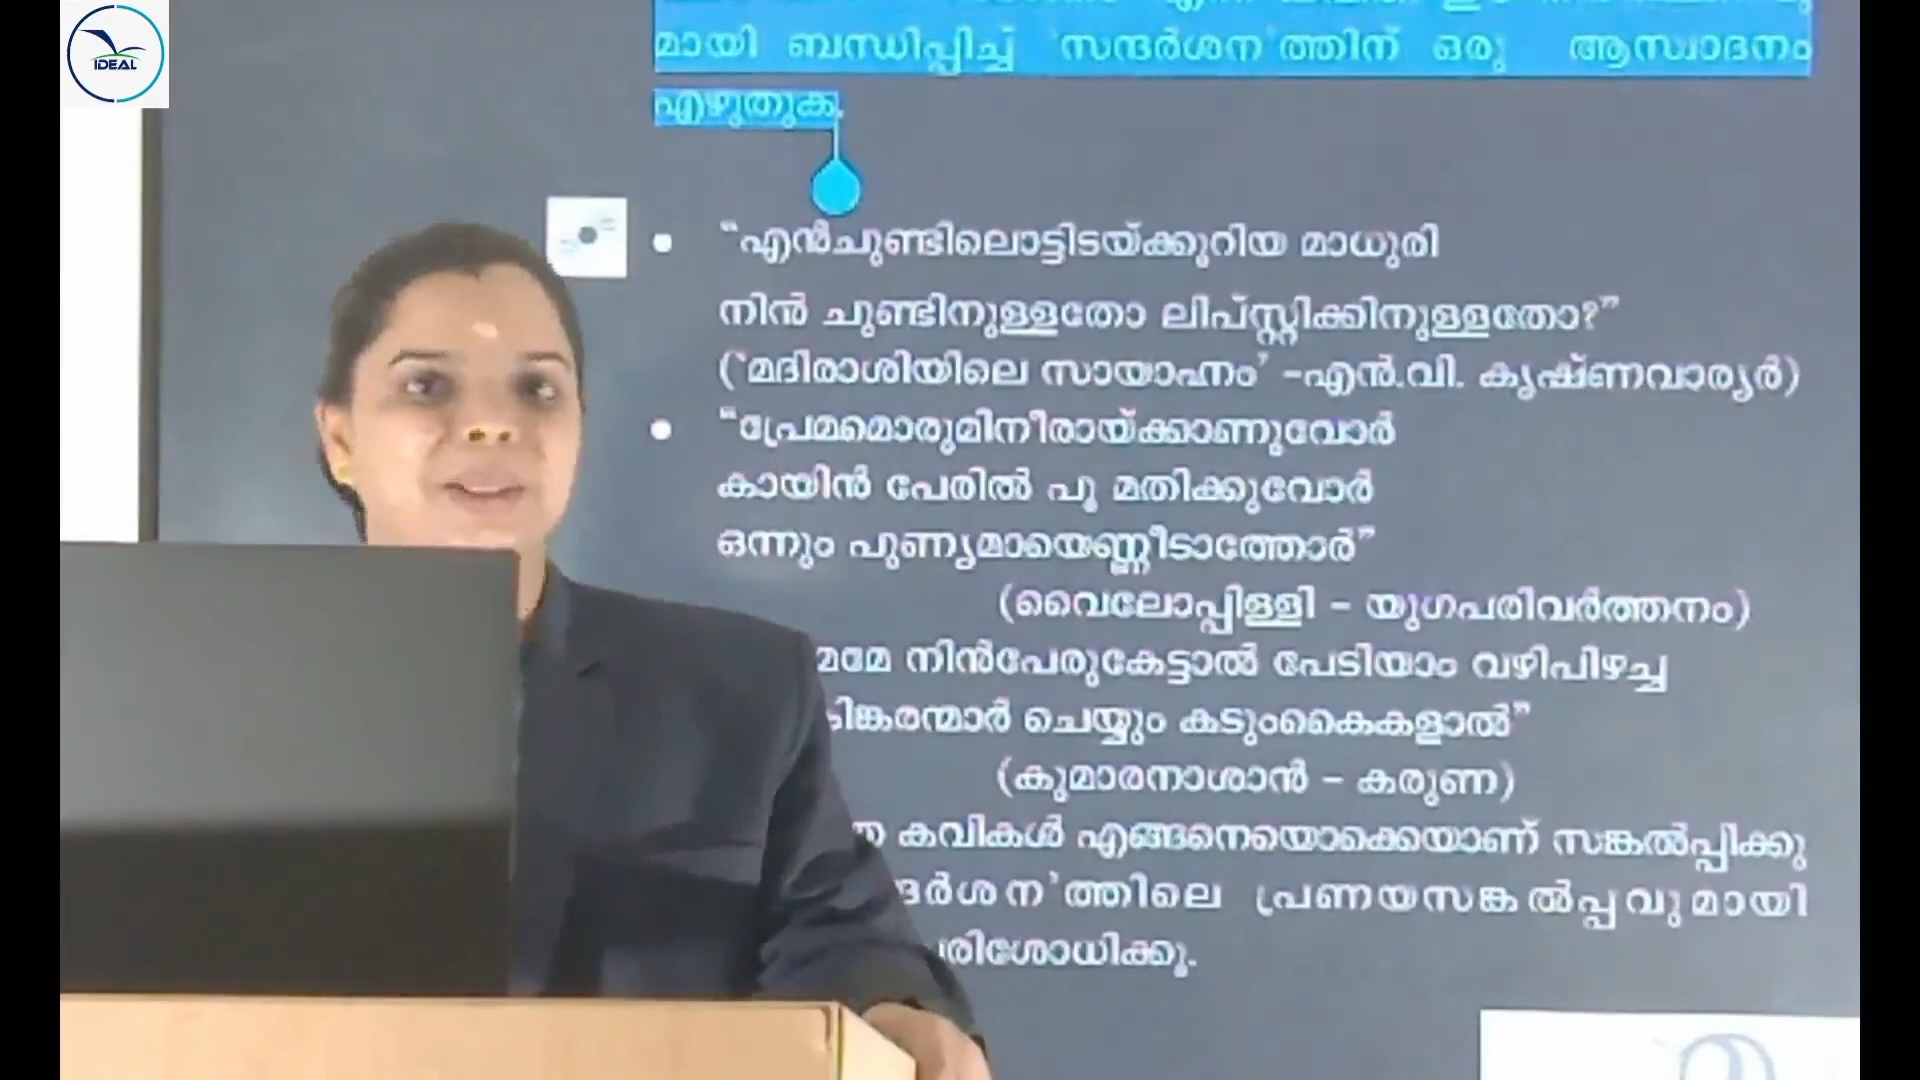 IDEAL
മായി ബന്ധിപ്പിച്ച് 'സന്ദർശന'ത്തിന് ഒരു ആസ്വാദനം
എഴുതുക.
• “എൻചുണ്ടിലൊട്ടിടയ്ക്കൂറിയ മാധുരി
നിൻ ചുണ്ടിനുള്ളതോ ലിപ്സ്റ്റിക്കിനുള്ളതോ?”
('മദിരാശിയിലെ സായാഹ്നം' -എൻ.വി. കൃഷ്ണവാര്യർ)
• “പ്രേമമൊരുമിനീരായ്ക്കാണുവോർ
കായിൻ പേരിൽ പൂ മതിക്കുവോർ
ഒന്നും പുണ്യമായെണ്ണീടാത്തോർ”
(വൈലോപ്പിള്ളി - യുഗപരിവർത്തനം)
മമേ നിൻപേരുകേട്ടാൽ പേടിയാം വഴിപിഴച്ച
കിങ്കരന്മാർ ചെയ്യും കടുംകൈകളാൽ”
(കുമാരനാശാൻ - കരുണ)
ത കവികൾ എങ്ങനെയൊക്കെയാണ് സങ്കൽപ്പിക്കു
ദർശന'ത്തിലെ പ്രണയസങ്കൽപ്പവുമായി
രിശോധിക്കൂ.